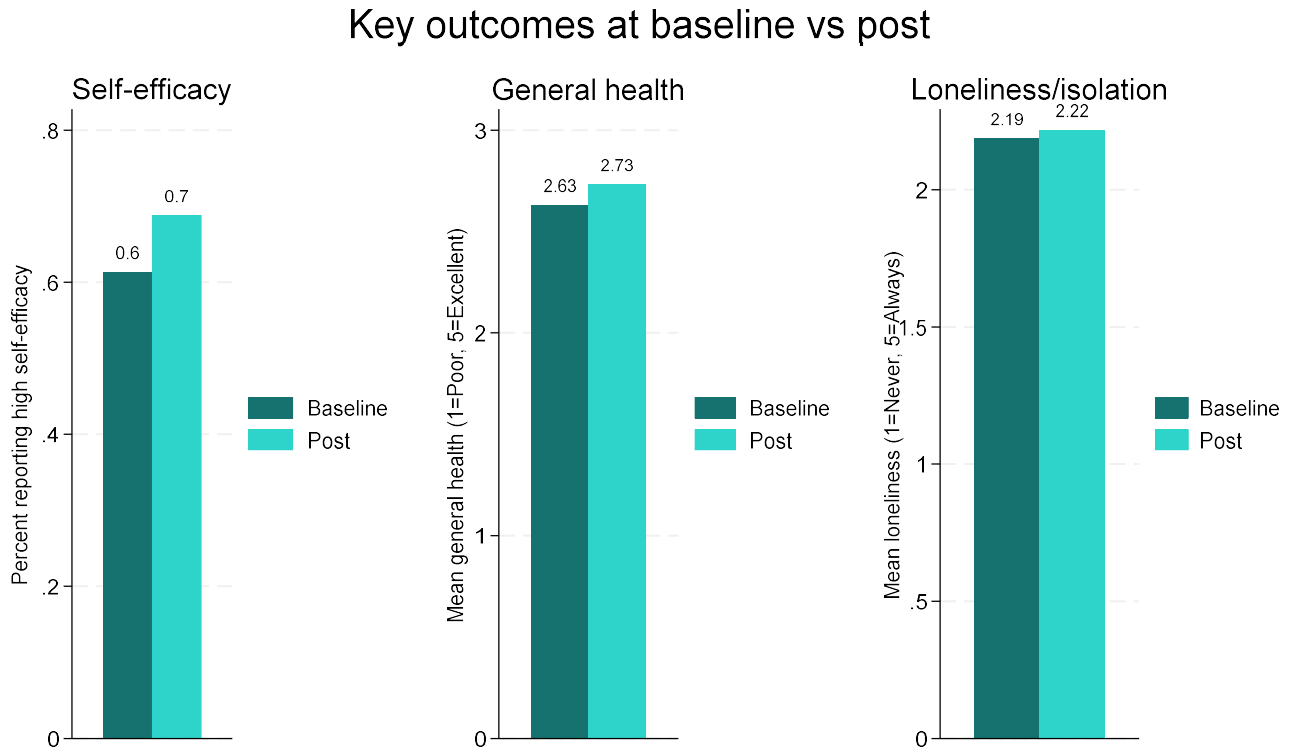 Key outcomes at baseline vs post
Self-efficacy
Percent reporting high self-efficacy
.8
.6
.4
.2
0
0.6
0.7
Baseline
Post
General health
Mean general health (1=Poor, 5=Excellent)
3
2
1
0
2.63
2.73
Baseline
Post
Loneliness/isolation
Mean loneliness (1=Never, 5=Always)
2
1.5
1
.5
0
2.19
2.22
Baseline
Post